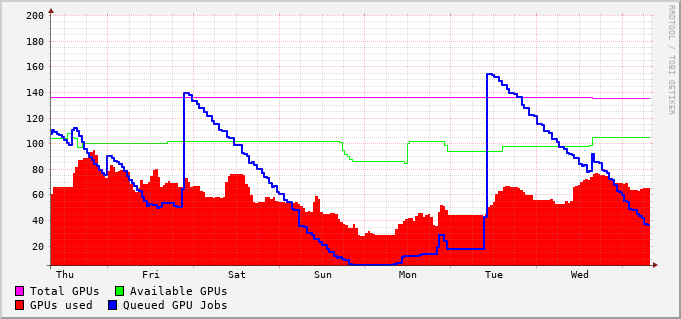 200
180
160
140
120
100
80
60
40
20
Thu Fri Sat Sun Mon Tue Wed
Total GPUs Available GPUs
GPUs used Queued GPU Jobs
RRDTOOL / TOBI OETIKER